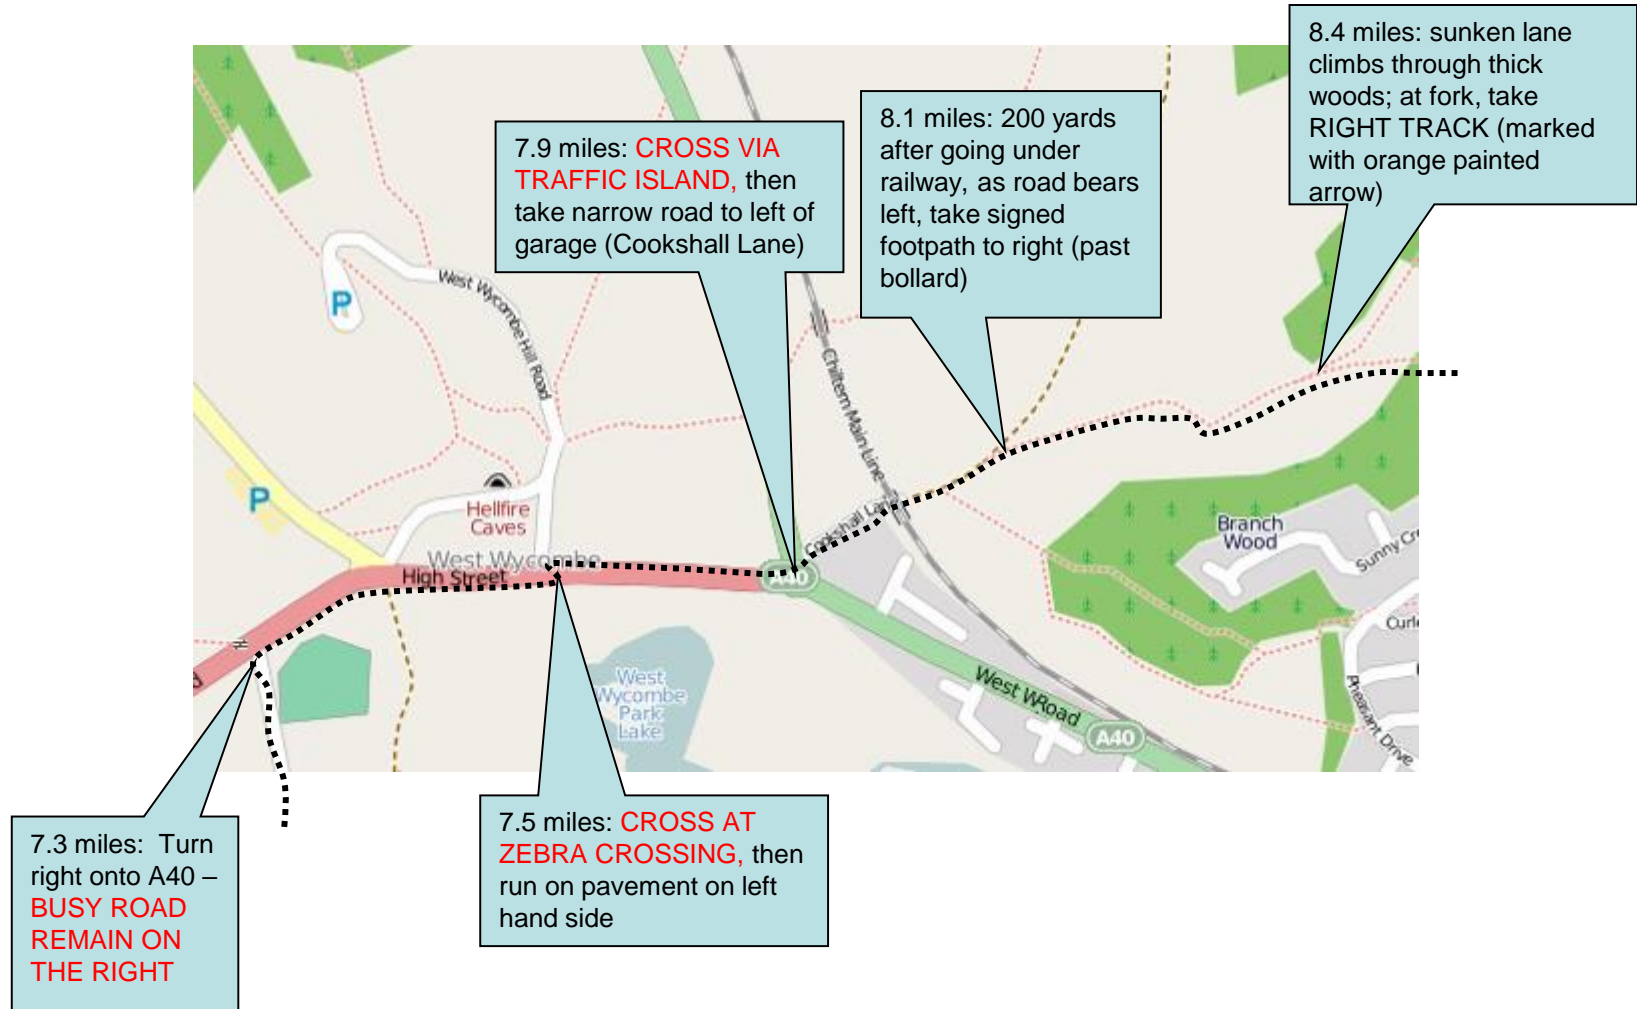 8.4 miles: sunken lane
climbs through thick
woods; at fork, take
RIGHT TRACK (marked
with orange painted
arrow)
8.1 miles: 200 yards
after going under
railway, as road bears
left, take signed
footpath to right (past
bollard)
7.9 miles: CROSS VIA
TRAFFIC ISLAND, then
take narrow road to left of
garage (Cookshall Lane)
West Wycombe Hill Road
P
P
Chiltern Main Line
Hellfire
Caves
West Wycombe
High Street
A40
Cookshall Lane
Branch
Wood
Sunny Cr
Curle
Pheasant Drive
West
Wycombe
Park
Lake
West W Road
A40
d
7.3 mities: Turn
right onto A40 –
BUSY ROAD
REMAIN ON
THE RIGHT
7.5 miles: CROSS AT
ZEBRA CROSSING, then
run on pavement on left
hand side